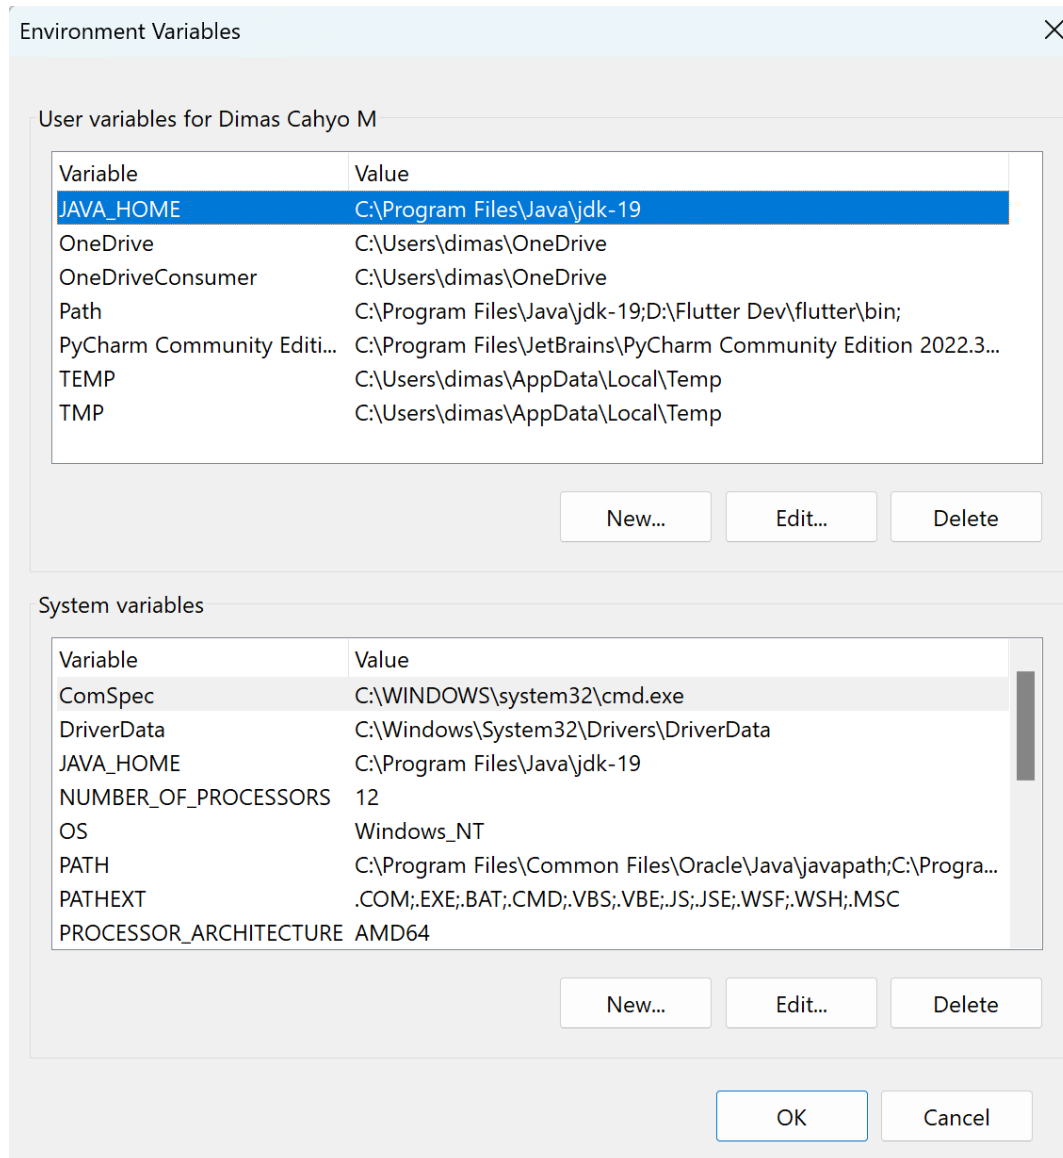 Environment Variables
User variables for Dimas Cahyo M
Variable Value
JAVA_HOME C:\Program Files\Java\jdk-19
OneDrive C:\Users\dimas\OneDrive
OneDriveConsumer C:\Users\dimas\OneDrive
Path C:\Program Files\Java\jdk-19;D:\Flutter Dev\flutter\bin;
PyCharm Community Editi... C:\Program Files\JetBrains\PyCharm Community Edition 2022.3...
TEMP C:\Users\dimas\AppData\Local\Temp
TMP C:\Users\dimas\AppData\Local\Temp
New... Edit... Delete
System variables
Variable Value
ComSpec C:\WINDOWS\system32\cmd.exe
DriverData C:\Windows\System32\Drivers\DriverData
JAVA_HOME C:\Program Files\Java\jdk-19
NUMBER_OF_PROCESSORS 12
OS Windows_NT
PATH C:\Program Files\Common Files\Oracle\Java\javapath;C:\Progra...
PATHEXT .COM;.EXE;.BAT;.CMD;.VBS;.VBE;.JS;.JSE;.WSF;.WSH;.MSC
PROCESSOR_ARCHITECTURE AMD64
New... Edit... Delete
OK Cancel